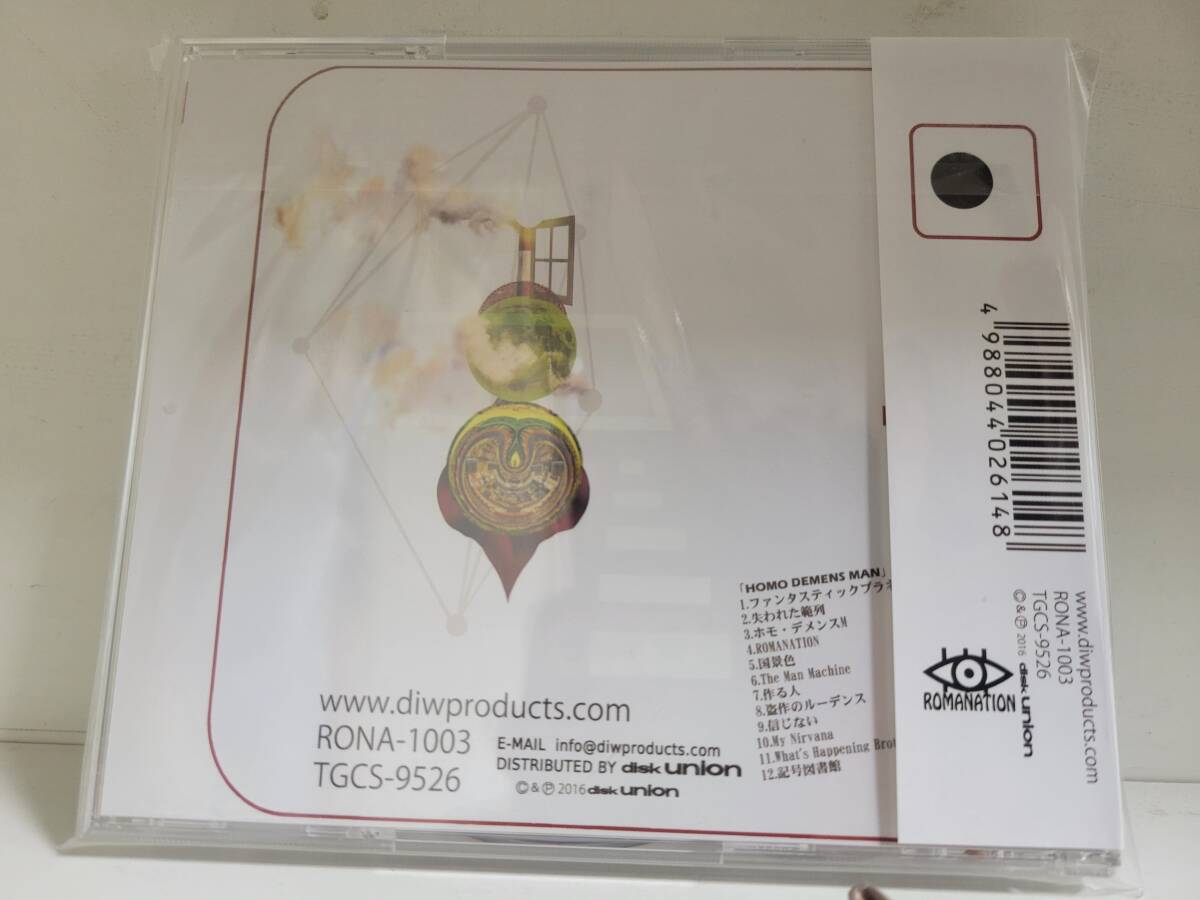 「HOMO DEMENS MAN」
1.ファンタスティックプラネ
2.失われた範列
3.ホモ・デメンスM
4.ROMANATION
5.国景色
6.The Man Machine
7.作る人
8.盗作のルーデンス
9.信じない
10.My Nirvana
11.What's Happening Brot
12.記号図書館
www.diwproducts.com
RONA-1003
TGCS-9526
E-MAIL info@diwproducts.com
DISTRIBUTED BY disk union
©&℗ 2016 disk union
4 988044 026148
www.diwproducts.com
RONA-1003
TGCS-9526
©&℗ 2016 disk union
ROMANATION